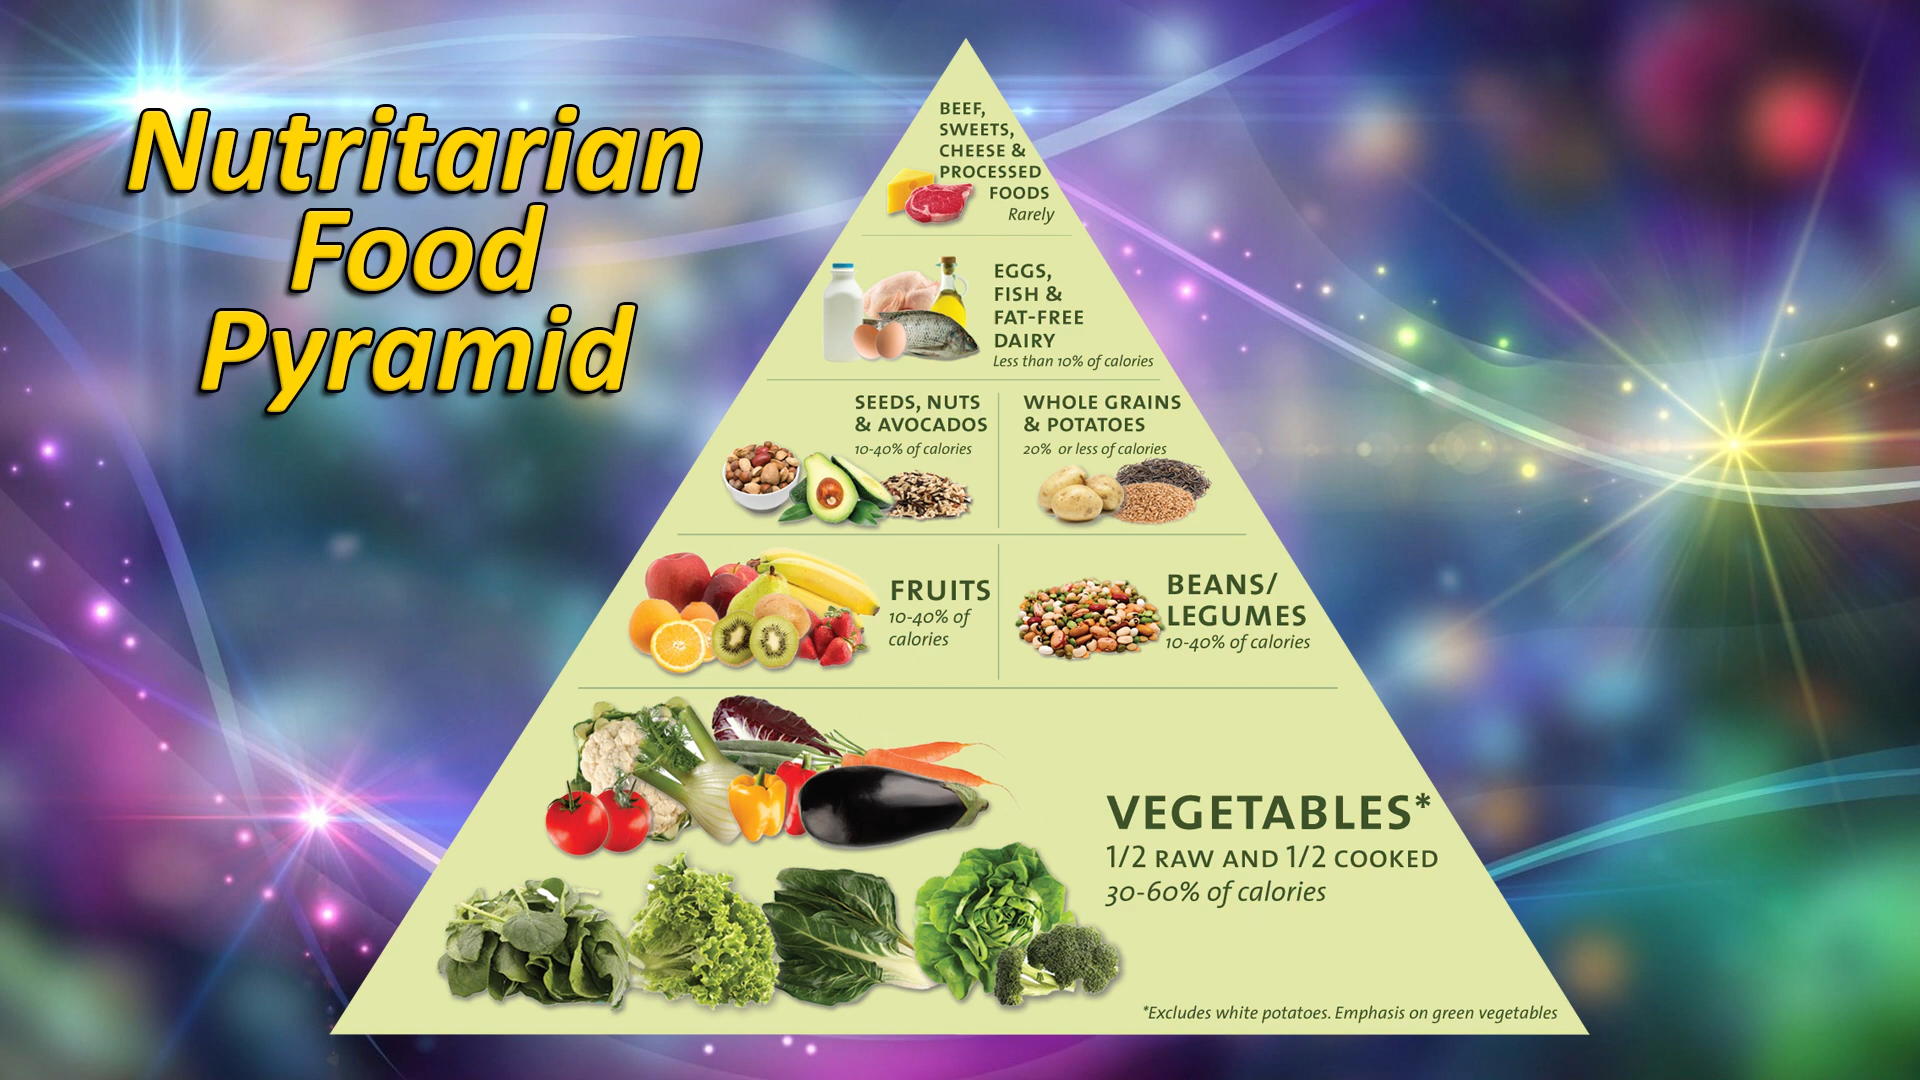 Nutritarian
Food
Pyramid
BEEF,
SWEETS,
CHEESE &
PROCESSED
FOODS
Rarely
EGGS,
FISH &
FAT-FREE
DAIRY
Less than 10% of calories
SEEDS, NUTS
& AVOCADOS
10-40% of calories
WHOLE GRAINS
& POTATOES
20% or less of calories
FRUITS
10-40% of
calories
BEANS/
LEGUMES
10-40% of calories
VEGETABLES*
1/2 RAW AND 1/2 COOKED
30-60% of calories
*Excludes white potatoes. Emphasis on green vegetables